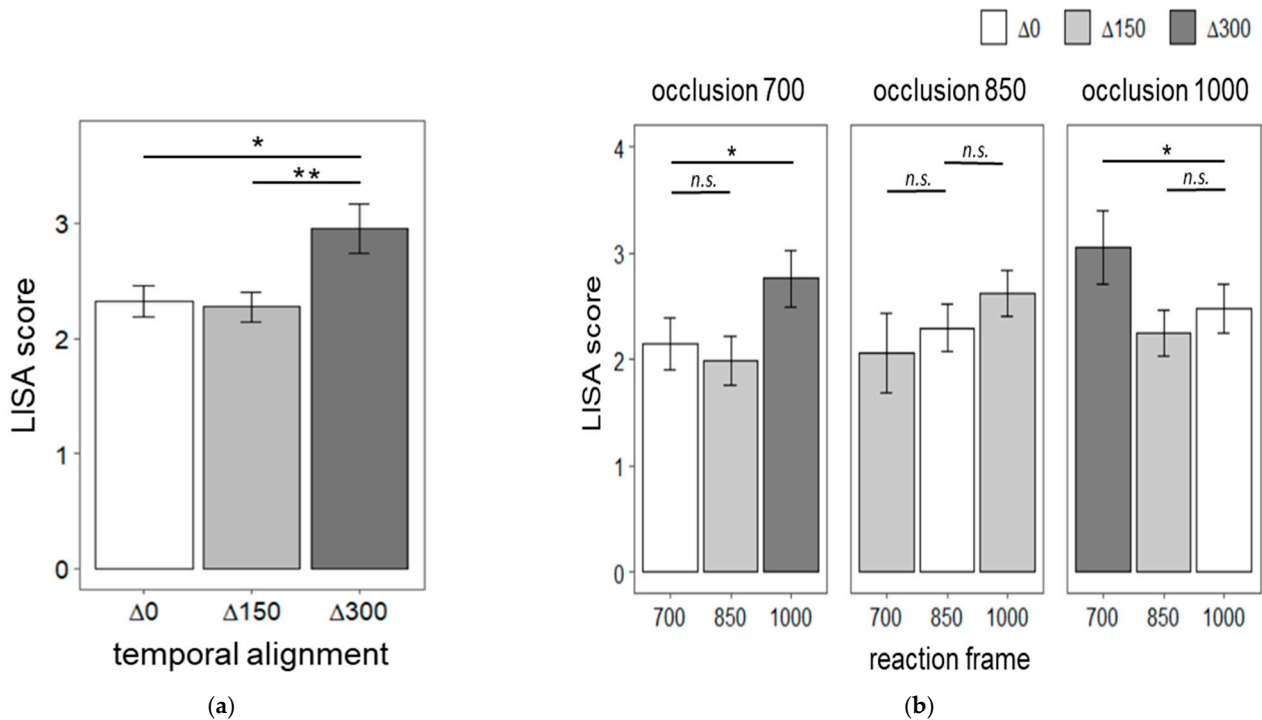 *
**
LISA score
3
2
1
0
Δ0 Δ150 Δ300
temporal alignment
(a)
Δ0 Δ150 Δ300
occlusion 700 occlusion 850 occlusion 1000
* n.s. *
n.s. n.s. n.s.
LISA score
4
3
2
1
0
700 850 1000 700 850 1000 700 850 1000
reaction frame
(b)